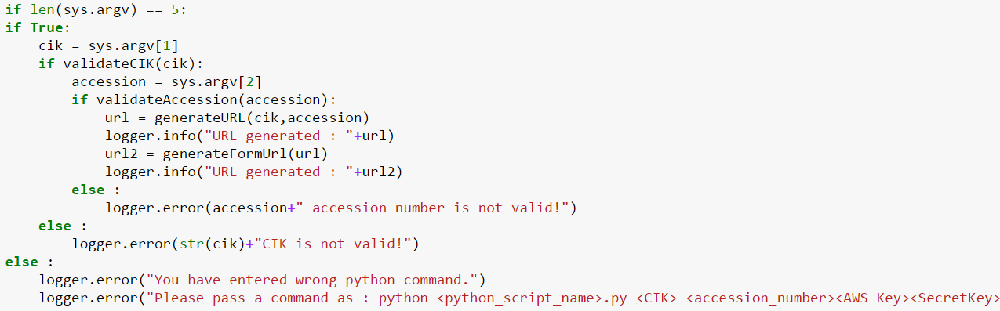 if len(sys.argv) == 5:
if True:
    cik = sys.argv[1]
    if validateCIK(cik):
        accession = sys.argv[2]
        if validateAccession(accession):
            url = generateURL(cik,accession)
            logger.info("URL generated : "+url)
            url2 = generateFormUrl(url)
            logger.info("URL generated : "+url2)
        else :
            logger.error(accession+" accession number is not valid!")
    else :
        logger.error(str(cik)+"CIK is not valid!")
else :
    logger.error("You have entered wrong python command.")
    logger.error("Please pass a command as : python <python_script_name>.py <CIK> <accession_number><AWS Key><SecretKey>